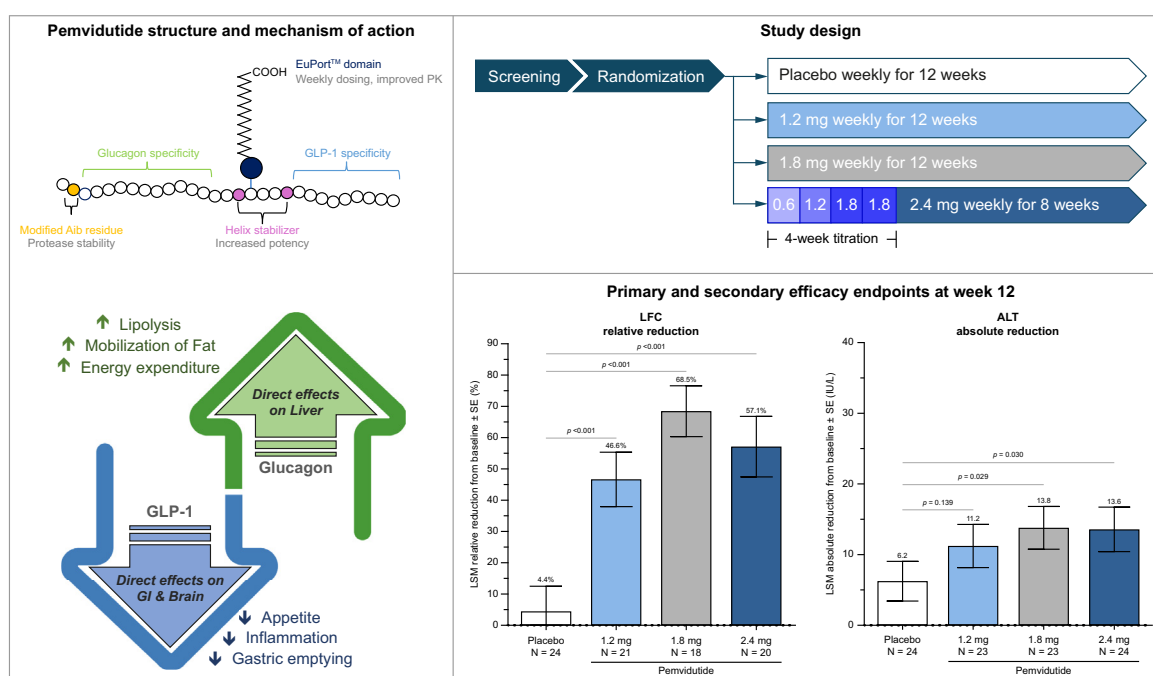 Pemvidutide structure and mechanism of action
COOH
EuPort™ domain
Weekly dosing, improved PK
Glucagon specificity
GLP-1 specificity
Modified Aib residue
Protease stability
Helix stabilizer
Increased potency
Lipolysis
Mobilization of Fat
Energy expenditure
Direct effects
on Liver
Glucagon
GLP-1
Direct effects on
GI & Brain
Appetite
Inflammation
Gastric emptying
Study design
Screening
Randomization
Placebo weekly for 12 weeks
1.2 mg weekly for 12 weeks
1.8 mg weekly for 12 weeks
0.6 1.2 1.8 1.8 2.4 mg weekly for 8 weeks
4-week titration
Primary and secondary efficacy endpoints at week 12
LFC
relative reduction
LSM relative reduction from baseline ± SE (%)
90
80
70
60
50
40
30
20
10
5
0
p <0.001
p <0.001
p <0.001
4.4%
46.6%
68.5%
57.1%
Placebo 1.2 mg 1.8 mg 2.4 mg
N = 24 N = 21 N = 18 N = 20
Pemvidutide
ALT
absolute reduction
LSM absolute reduction from baseline ± SE (IU/L)
40
30
20
10
0
p = 0.030
p = 0.029
p = 0.139
6.2
11.2
13.8
13.6
Placebo 1.2 mg 1.8 mg 2.4 mg
N = 24 N = 23 N = 23 N = 24
Pemvidutide